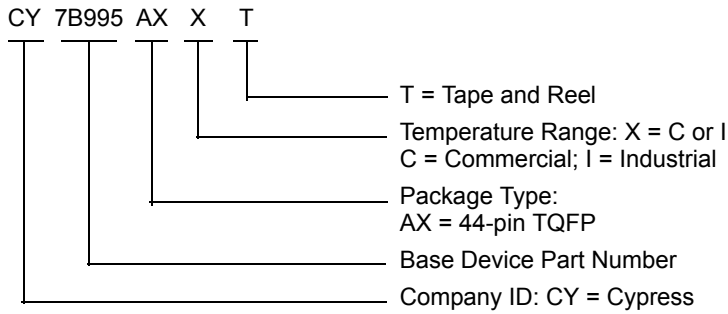 CY 7B995 AX X T
T = Tape and Reel
Temperature Range: X = C or I
C = Commercial; I = Industrial
Package Type:
AX = 44-pin TQFP
Base Device Part Number
Company ID: CY = Cypress